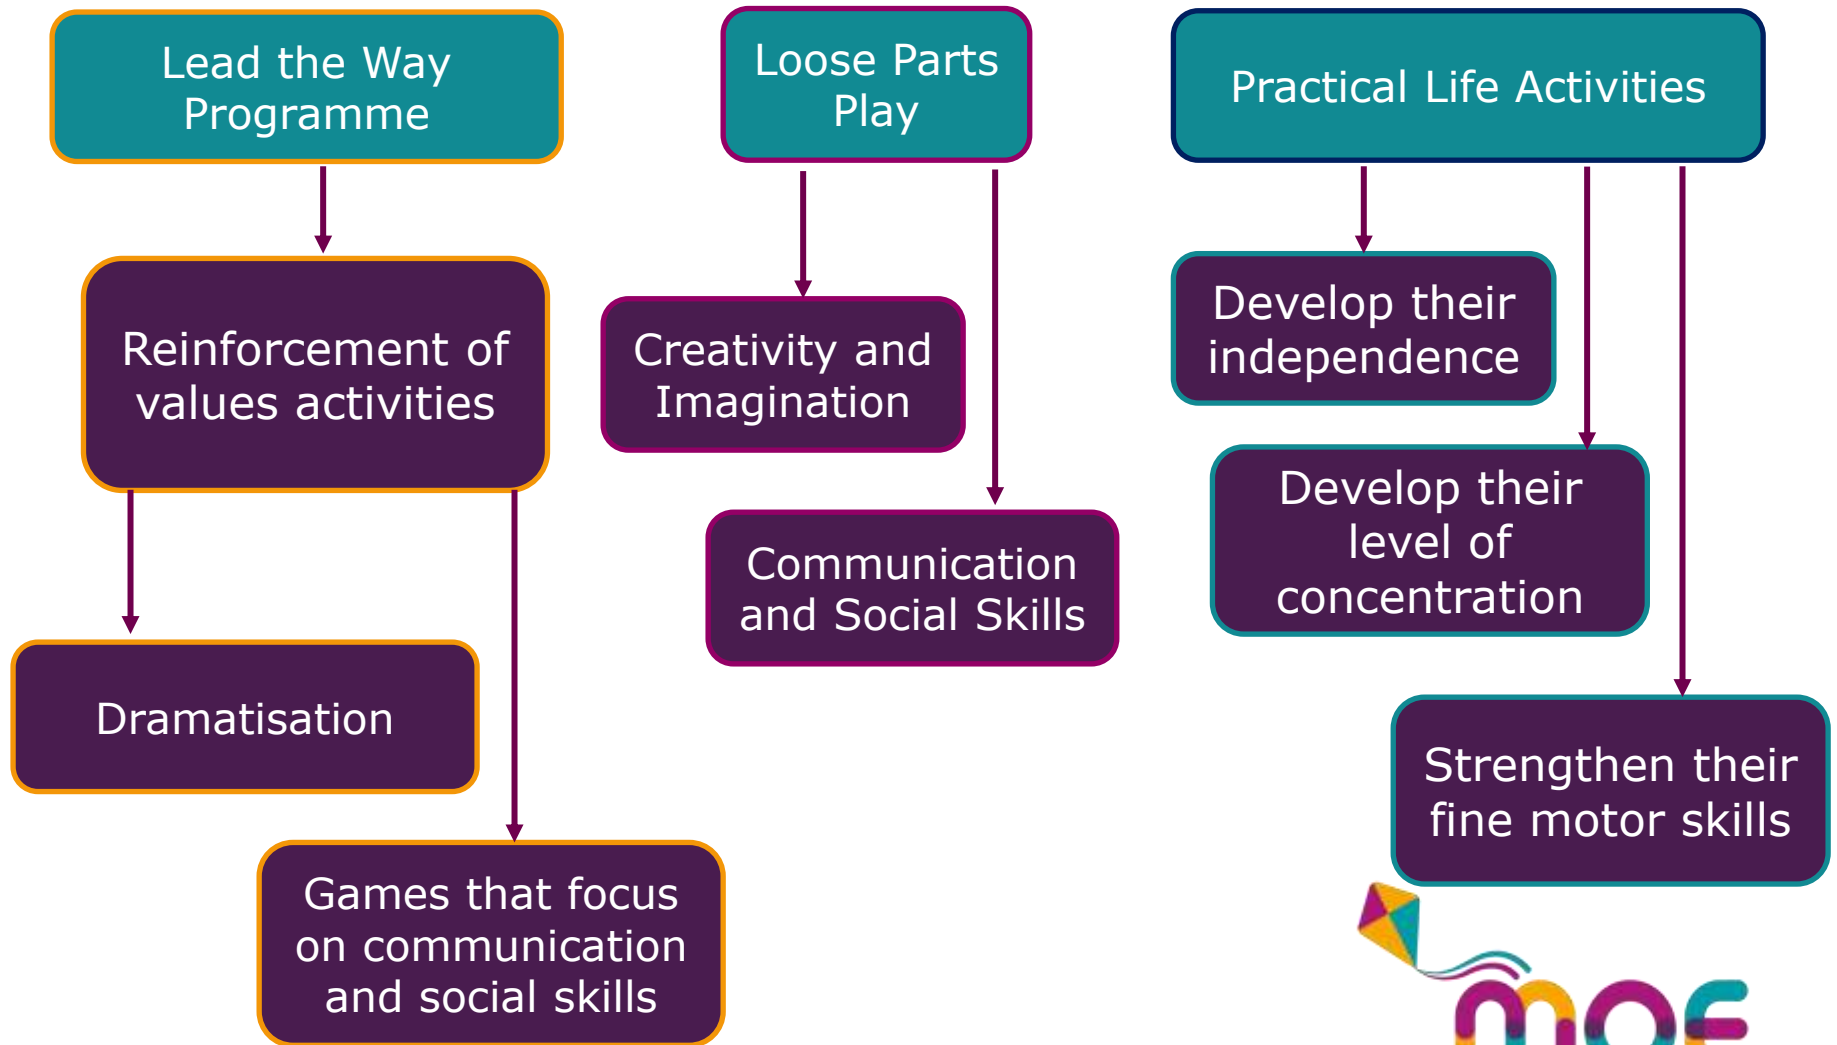 Lead the Way
Programme
Reinforcement of
values activities
Dramatisation
Games that focus
on communication
and social skills
Loose Parts
Play
Creativity and
Imagination
Communication
and Social Skills
Practical Life Activities
Develop their
independence
Develop their
level of
concentration
Strengthen their
fine motor skills
mof